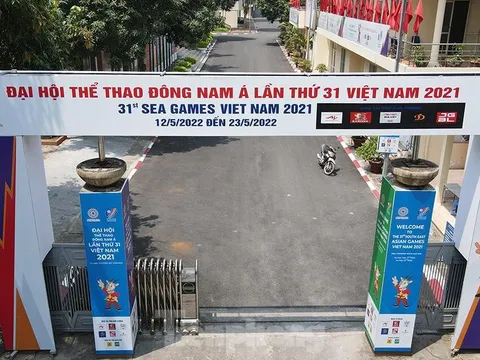 ĐẠI HỘI THỂ THAO ĐÔNG NAM Á LẦN THỨ 31 VIỆT NAM 2021
31st SEA GAMES VIET NAM 2021
12/5/2022 ĐẾN 23/5/2022
ĐẠI HỘI
THỂ THAO
ĐÔNG NAM Á
LẦN THỨ 31
VIỆT NAM
2021
WELCOME
TO
THE 31st SOUTH EAST
ASIAN GAMES
VIET NAM
2021